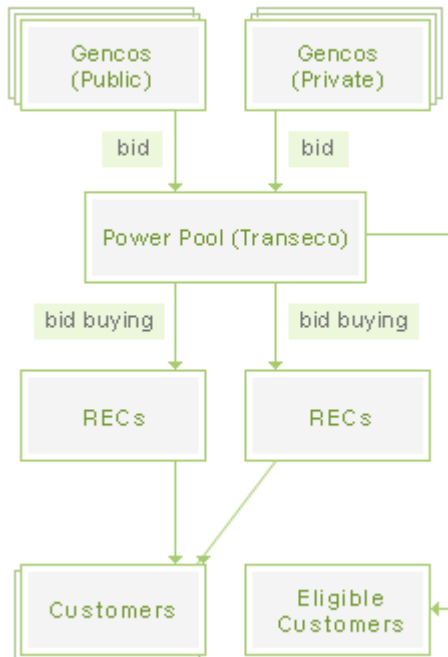 Gencos
(Public)
Gencos
(Private)
bid
bid
Power Pool (Transeco)
bid buying
bid buying
RECs
RECs
Customers
Eligible
Customers